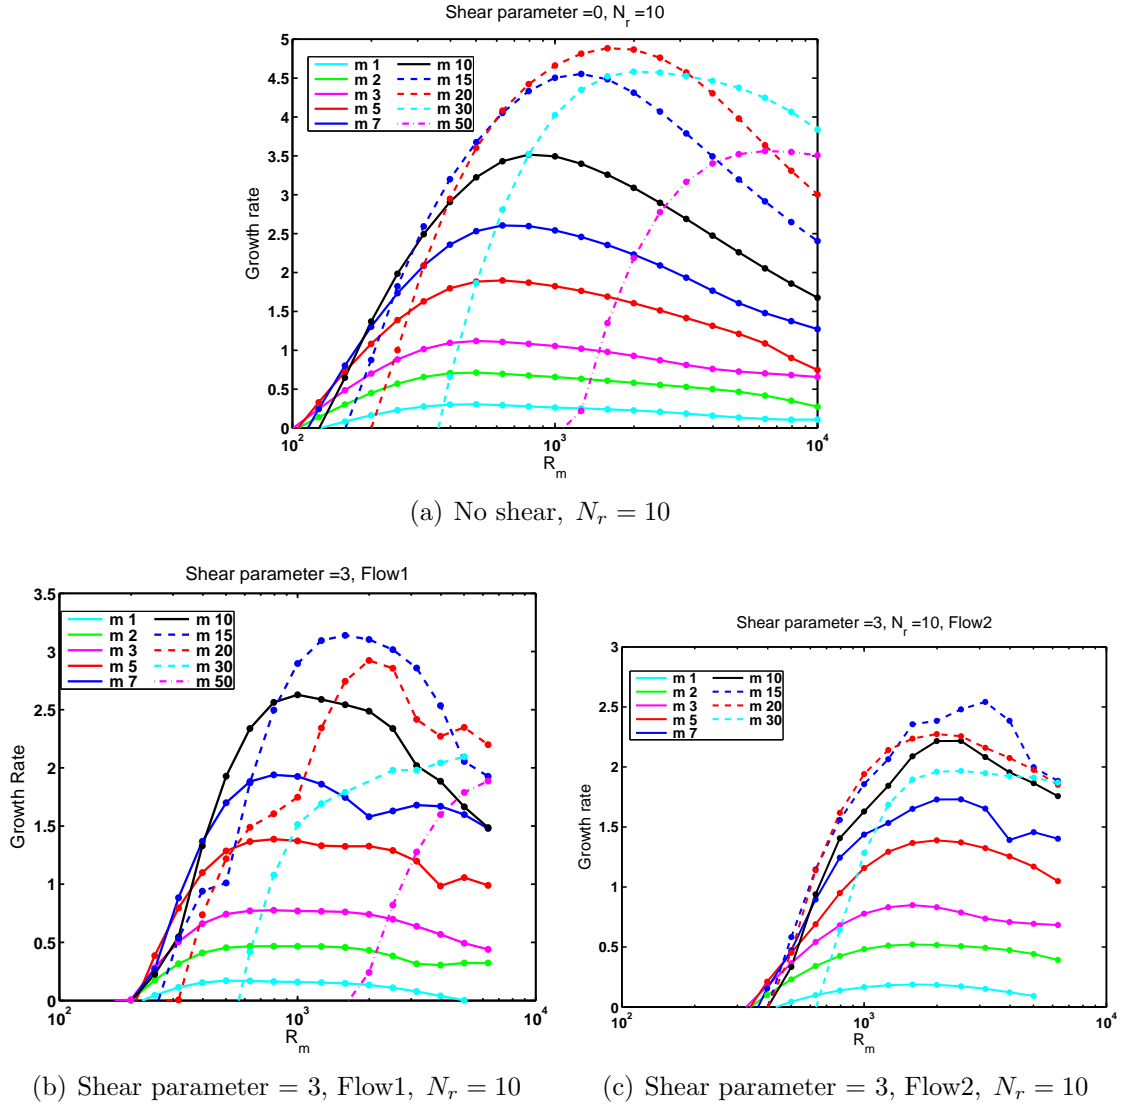 Shear parameter =0, N_r =10
Growth rate
5
4.5
4
3.5
3
2.5
2
1.5
1
0.5
0
m 1 m 10
m 2 m 15
m 3 m 20
m 5 m 30
m 7 m 50
10^2 10^3 10^4
R_m
(a) No shear, N_r = 10
Shear parameter =3, Flow1
Growth Rate
3.5
3
2.5
2
1.5
1
0.5
0
m 1 m 10
m 2 m 15
m 3 m 20
m 5 m 30
m 7 m 50
10^2 10^3 10^4
R_m
(b) Shear parameter = 3, Flow1, N_r = 10
Shear parameter =3, N_r =10, Flow2
Growth rate
3
2.5
2
1.5
1
0.5
0
m 1 m 10
m 2 m 15
m 3 m 20
m 5 m 30
m 7
10^2 10^3 10^4
R_m
(c) Shear parameter = 3, Flow2, N_r = 10